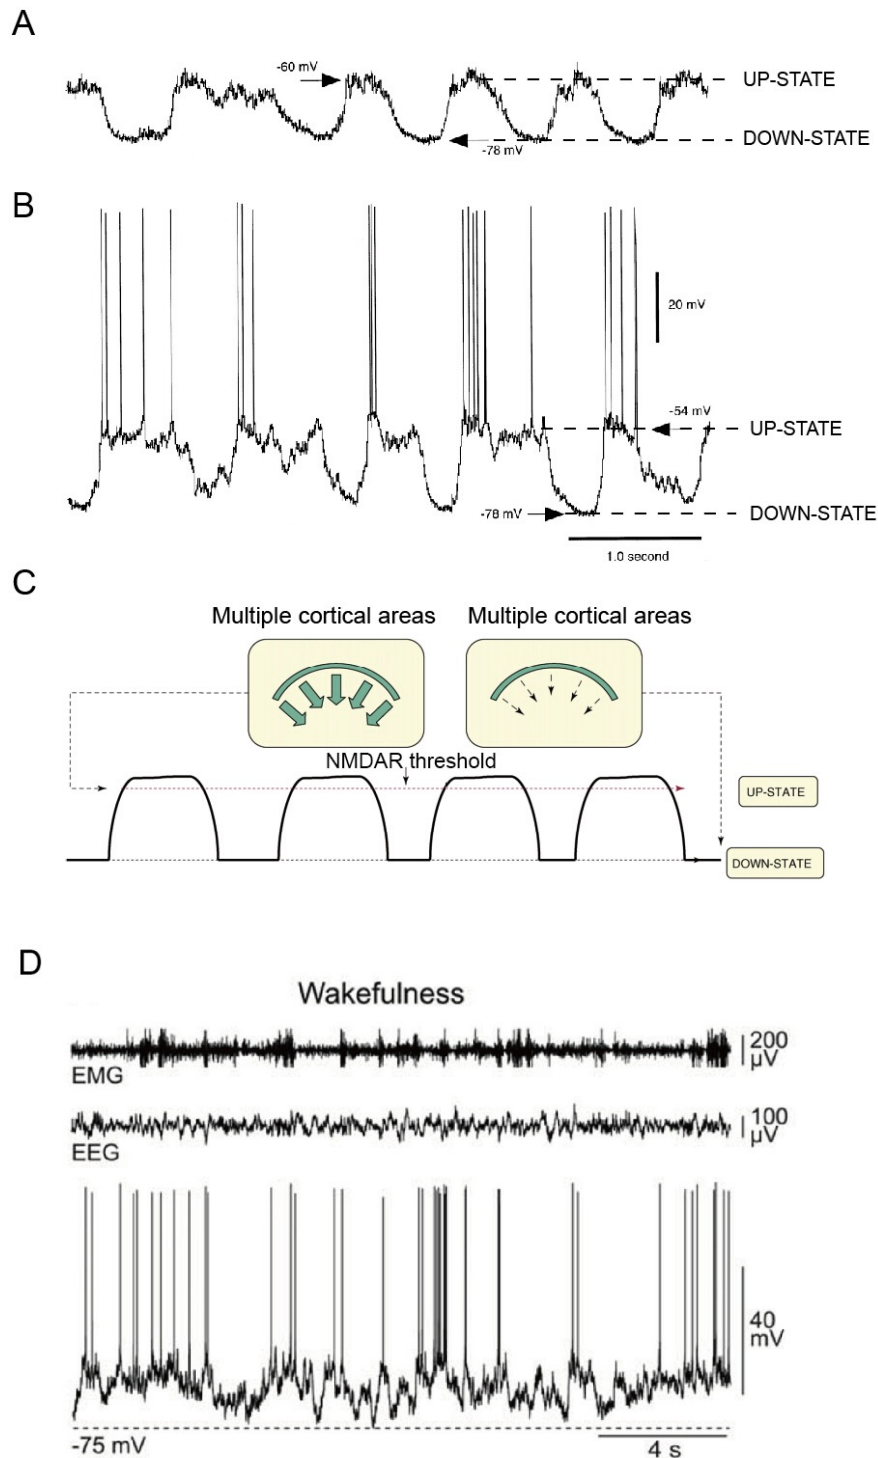 A
-60 mV
UP-STATE
DOWN-STATE
-78 mV
B
20 mV
-54 mV
UP-STATE
-78 mV
DOWN-STATE
1.0 second
C
Multiple cortical areas
Multiple cortical areas
NMDAR threshold
UP-STATE
DOWN-STATE
D
Wakefulness
200
µV
EMG
100
µV
EEG
40
mV
-75 mV
4 s